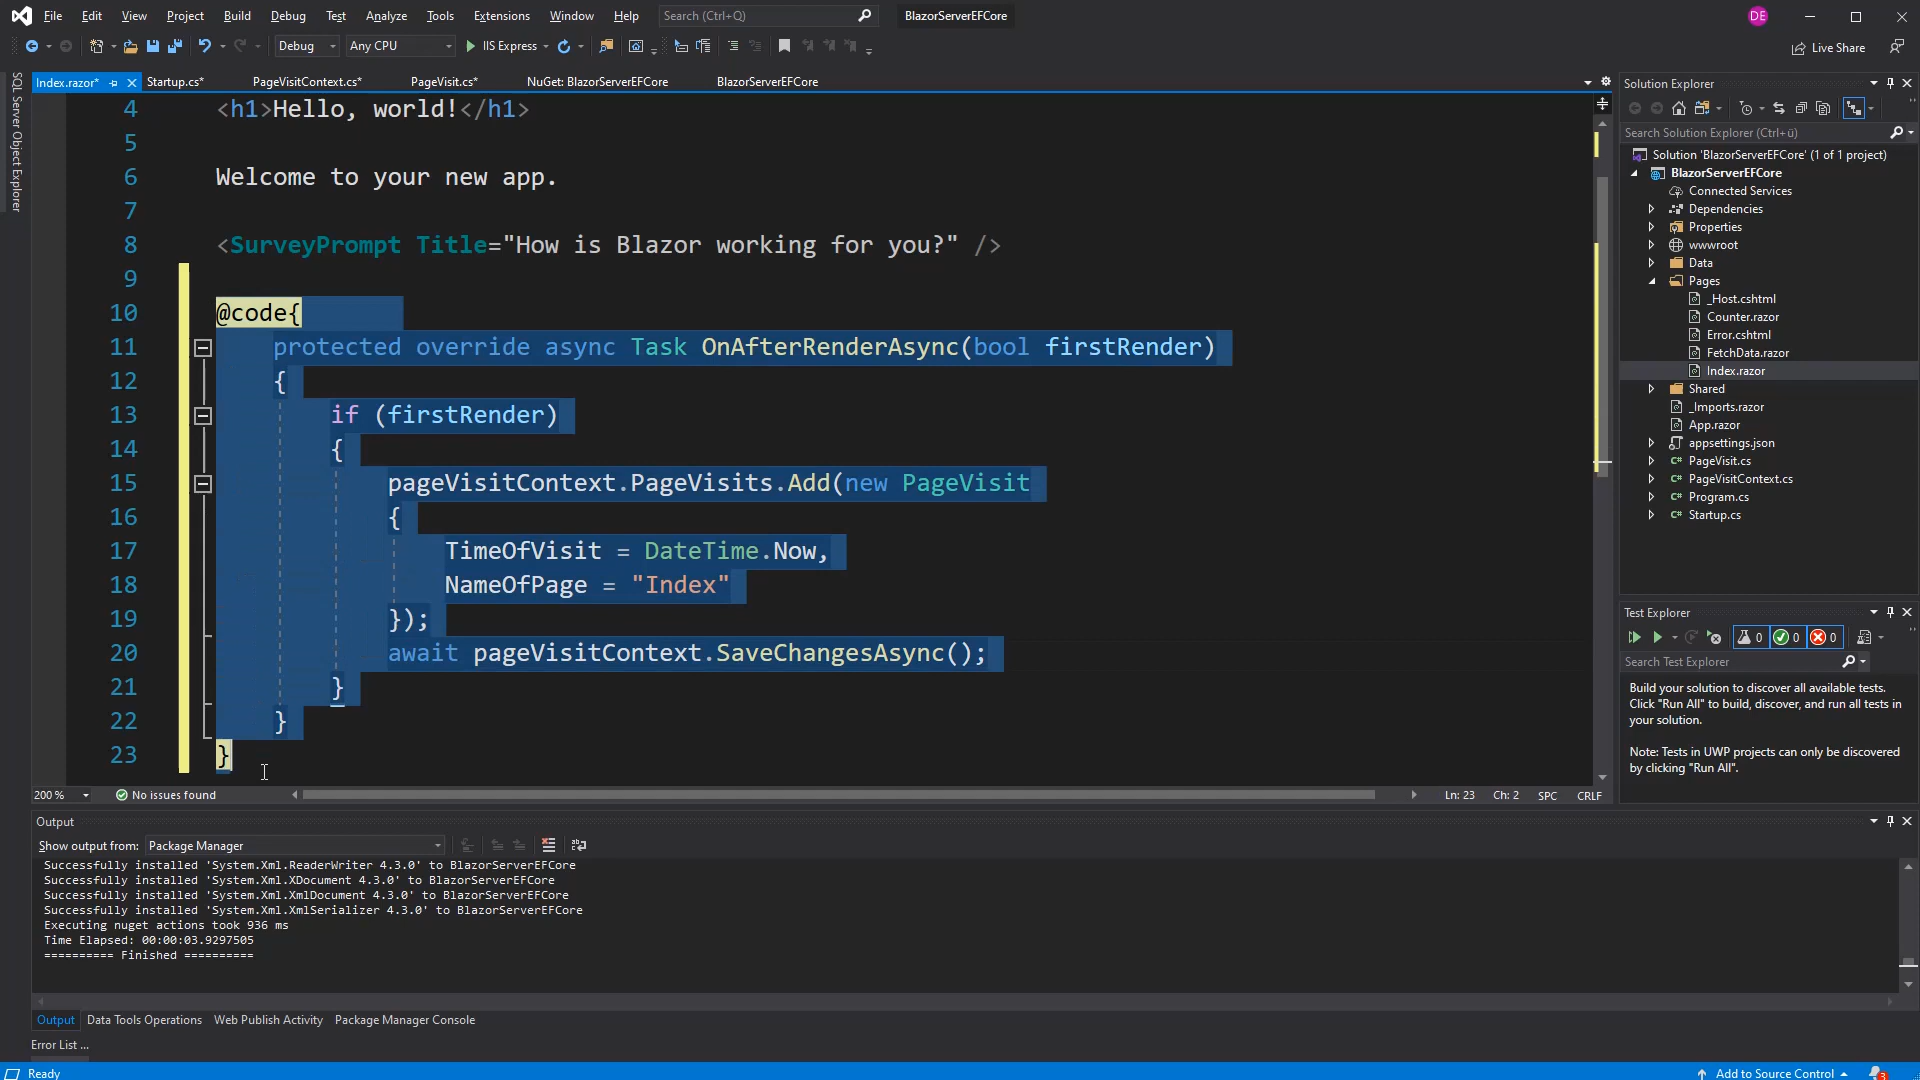 File Edit View Project Build Debug Test Analyze Tools Extensions Window Help Search (Ctrl+Q) BlazorServerEFCore DE
Debug Any CPU IIS Express Live Share
SQL Server Object Explorer
Index.razor* Startup.cs* PageVisitContext.cs* PageVisit.cs* NuGet: BlazorServerEFCore BlazorServerEFCore
4 <h1>Hello, world!</h1>
5
6 Welcome to your new app.
7
8 <SurveyPrompt Title="How is Blazor working for you?" />
9
10 @code{
11 protected override async Task OnAfterRenderAsync(bool firstRender)
12 {
13 if (firstRender)
14 {
15 pageVisitContext.PageVisits.Add(new PageVisit
16 {
17 TimeOfVisit = DateTime.Now,
18 NameOfPage = "Index"
19 });
20 await pageVisitContext.SaveChangesAsync();
21 }
22 }
23 }
200 % No issues found Ln: 23 Ch: 2 SPC CRLF
Output
Show output from: Package Manager
Successfully installed 'System.Xml.ReaderWriter 4.3.0' to BlazorServerEFCore
Successfully installed 'System.Xml.XDocument 4.3.0' to BlazorServerEFCore
Successfully installed 'System.Xml.XmlDocument 4.3.0' to BlazorServerEFCore
Successfully installed 'System.Xml.XmlSerializer 4.3.0' to BlazorServerEFCore
Executing nuget actions took 936 ms
Time Elapsed: 00:00:03.9297505
========== Finished ==========
Output Data Tools Operations Web Publish Activity Package Manager Console
Error List ...
Solution Explorer
Search Solution Explorer (Ctrl+ü)
Solution 'BlazorServerEFCore' (1 of 1 project)
BlazorServerEFCore
Connected Services
Dependencies
Properties
wwwroot
Data
Pages
_Host.cshtml
Counter.razor
Error.cshtml
FetchData.razor
Index.razor
Shared
_Imports.razor
App.razor
appsettings.json
C# PageVisit.cs
C# PageVisitContext.cs
C# Program.cs
C# Startup.cs
Test Explorer
0 0 0
Search Test Explorer
Build your solution to discover all available tests.
Click "Run All" to build, discover, and run all tests in
your solution.
Note: Tests in UWP projects can only be discovered
by clicking "Run All".
Ready Add to Source Control 3